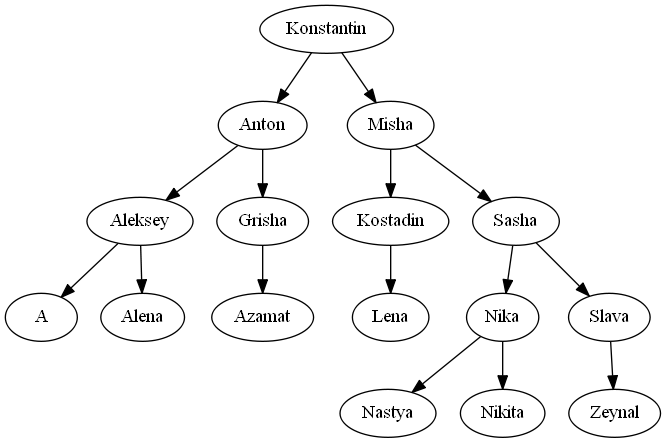 Konstantin
Anton
Misha
Aleksey
Grisha
Kostadin
Sasha
A
Alena
Azamat
Lena
Nika
Slava
Nastya
Nikita
Zeynal